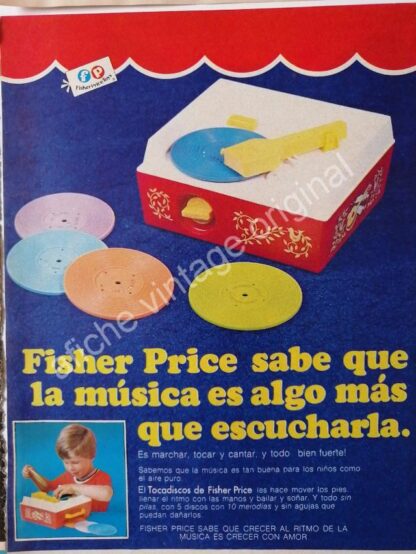 fp
Fisher Price Toys
afiche vintage original
Fisher Price sabe que
la música es algo más
que escucharla.
Es marchar, tocar y cantar, y todo bien fuerte!
Sabemos que la música es tan buena para los niños como
el aire puro.
El Tocadiscos de Fisher Price les hace mover los pies,
llenar el ritmo con las manos y bailar y soñar. Y todo sin
pilas, con 5 discos con 10 melodías y sin agujas que
puedan dañarlos.
FISHER PRICE SABE QUE CRECER AL RITMO DE LA
MUSICA ES CRECER CON AMOR